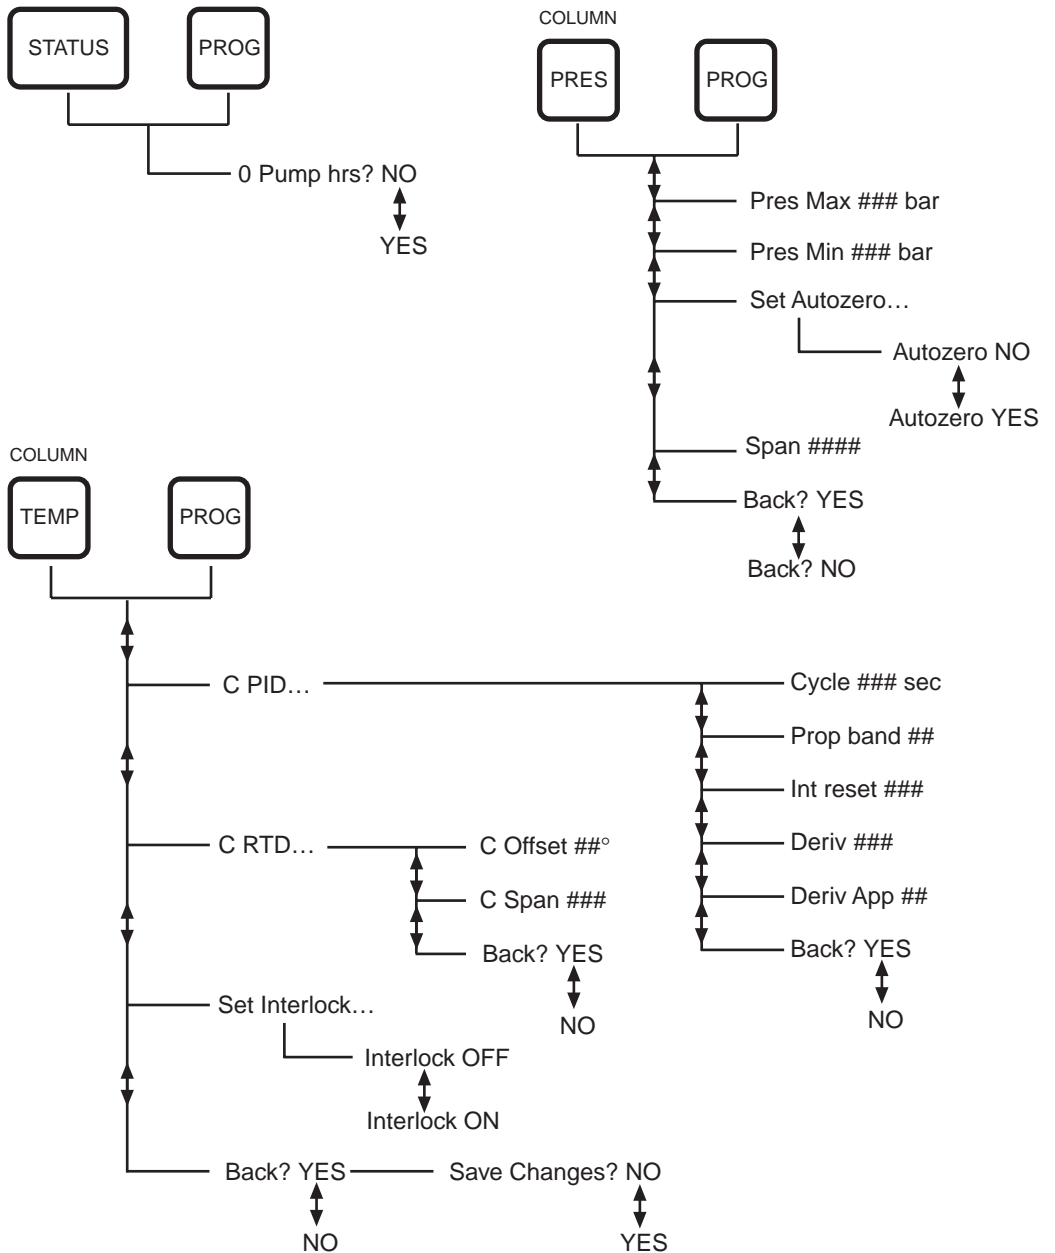 STATUS
PROG
0 Pump hrs? NO
YES
COLUMN
PRES
PROG
Pres Max ### bar
Pres Min ### bar
Set Autozero…
Autozero NO
Autozero YES
Span ####
Back? YES
Back? NO
COLUMN
TEMP
PROG
C PID…
Cycle ### sec
Prop band ##
Int reset ###
Deriv ###
Deriv App ##
Back? YES
NO
C RTD…
C Offset ##°
C Span ###
Back? YES
NO
Set Interlock…
Interlock OFF
Interlock ON
Back? YES
NO
Save Changes? NO
YES